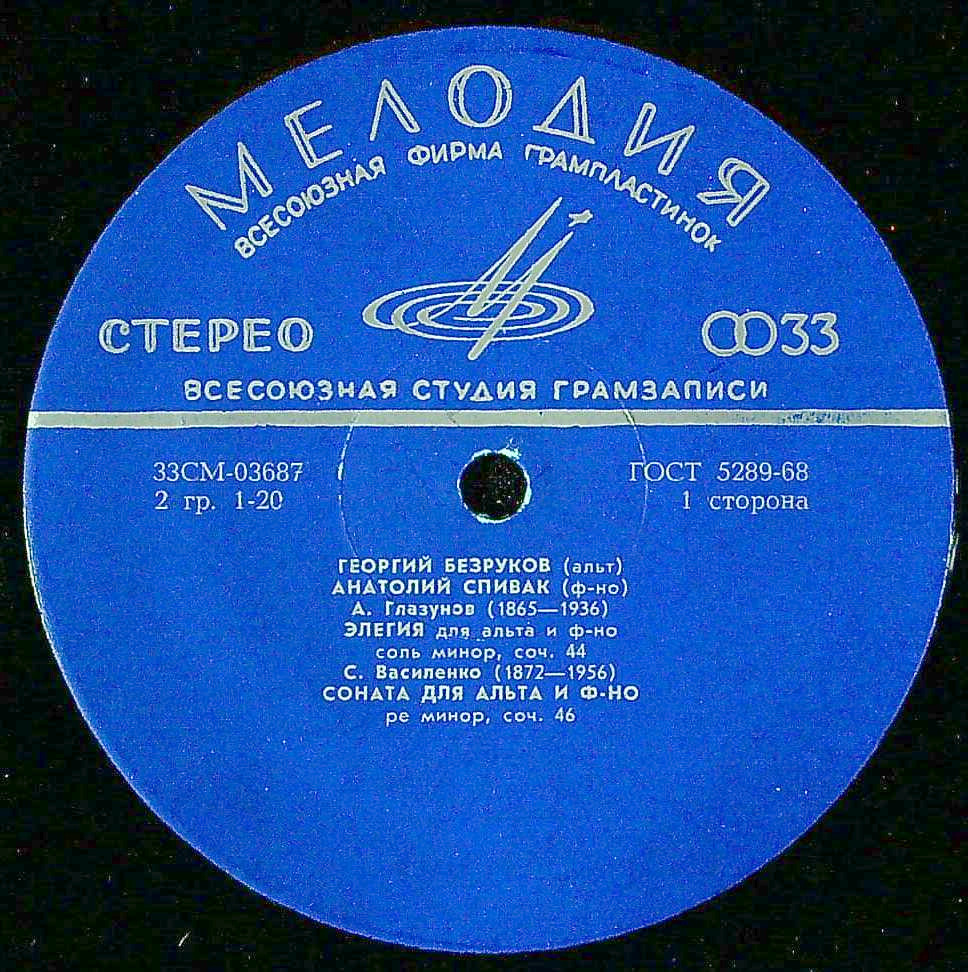 МЕЛОДИЯ
ВСЕСОЮЗНАЯ ФИРМА ГРАМПЛАСТИНОК
СТЕРЕО
33
ВСЕСОЮЗНАЯ СТУДИЯ ГРАМЗАПИСИ
33СМ-03687
ГОСТ 5289-68
2 гр. 1-20
1 сторона
ГЕОРГИЙ БЕЗРУКОВ (альт)
АНАТОЛИЙ СПИВАК (ф-но)
А. Глазунов (1865—1936)
ЭЛЕГИЯ для альта и ф-но
соль минор, соч. 44
С. Василенко (1872—1956)
СОНАТА ДЛЯ АЛЬТА И Ф-НО
ре минор, соч. 46